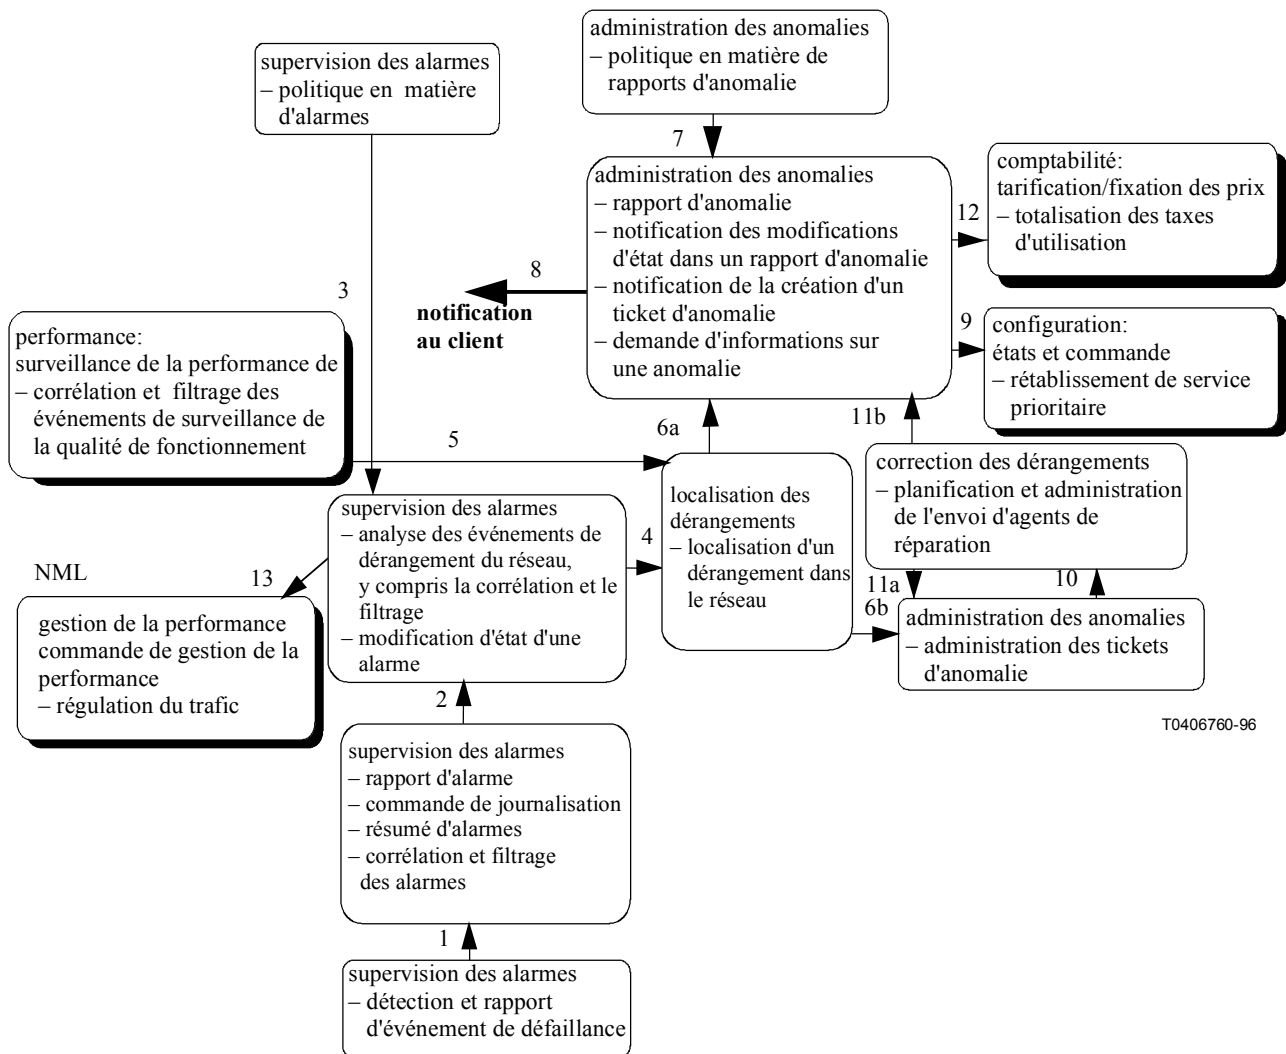 administration des anomalies
– politique en matière de
rapports d'anomalie
supervision des alarmes
– politique en matière
d'alarmes
7
administration des anomalies
– rapport d'anomalie
– notification des modifications
d'état dans un rapport d'anomalie
– notification de la création d'un
ticket d'anomalie
– demande d'informations sur
une anomalie
12
comptabilité:
tarification/fixation des prix
– totalisation des taxes
d'utilisation
8
notification
au client
3
9
configuration:
états et commande
– rétablissement de service
prioritaire
performance:
surveillance de la performance de
– corrélation et filtrage des
événements de surveillance de
la qualité de fonctionnement
5
6a
11b
correction des dérangements
– planification et administration
de l'envoi d'agents de
réparation
localisation des
dérangements
– localisation d'un
dérangement dans
le réseau
supervision des alarmes
– analyse des événements de
dérangement du réseau,
y compris la corrélation et le
filtrage
– modification d'état d'une
alarme
4
NML
13
11a
10
6b
administration des anomalies
– administration des tickets
d'anomalie
gestion de la performance
commande de gestion de la
performance
– régulation du trafic
2
T0406760-96
supervision des alarmes
– rapport d'alarme
– commande de journalisation
– résumé d'alarmes
– corrélation et filtrage
des alarmes
1
supervision des alarmes
– détection et rapport
d'événement de défaillance